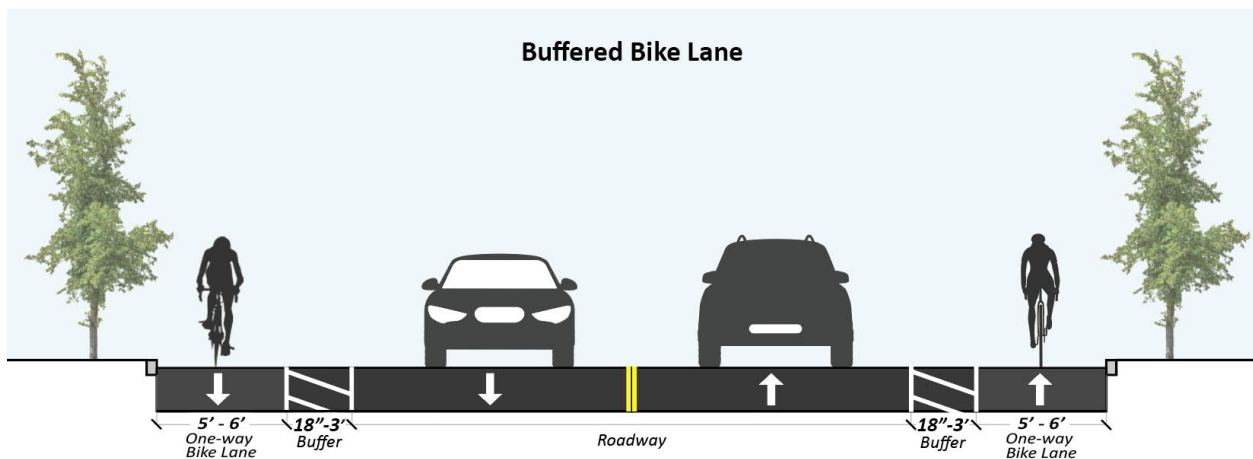 Buffered Bike Lane
5’ - 6’
One-way
Bike Lane
18”-3’
Buffer
Roadway
18”-3’
Buffer
5’ - 6’
One-way
Bike Lane